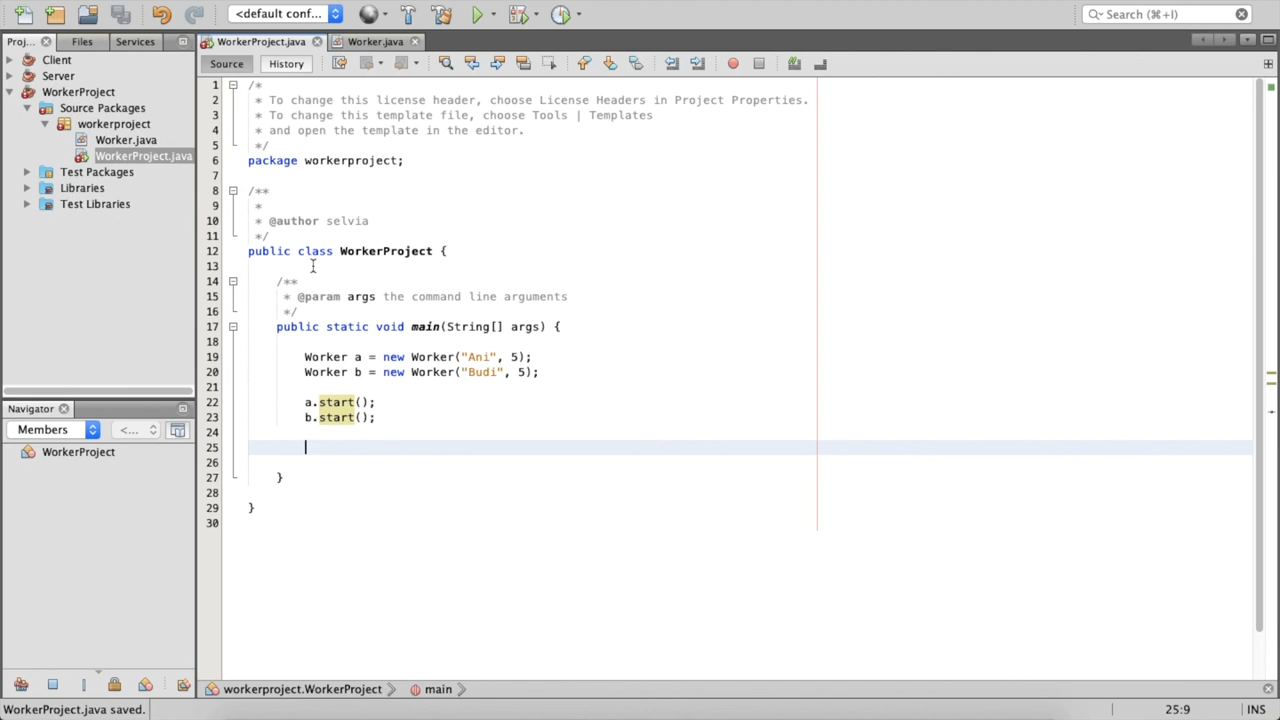 <default conf...
Search (⌘+I)
Proj...
Files
Services
WorkerProject.java
Worker.java
Source
History
Client
Server
WorkerProject
Source Packages
workerproject
Worker.java
WorkerProject.java
Test Packages
Libraries
Test Libraries
Navigator
Members
<...
WorkerProject
1 /*
2  * To change this license header, choose License Headers in Project Properties.
3  * To change this template file, choose Tools | Templates
4  * and open the template in the editor.
5  */
6 package workerproject;
7
8 /**
9  *
10  * @author selvia
11  */
12 public class WorkerProject {
13
14     /**
15      * @param args the command line arguments
16      */
17     public static void main(String[] args) {
18
19         Worker a = new Worker("Ani", 5);
20         Worker b = new Worker("Budi", 5);
21
22         a.start();
23         b.start();
24
25
26
27     }
28
29 }
30
workerproject.WorkerProject
main
WorkerProject.java saved.
25:9
INS